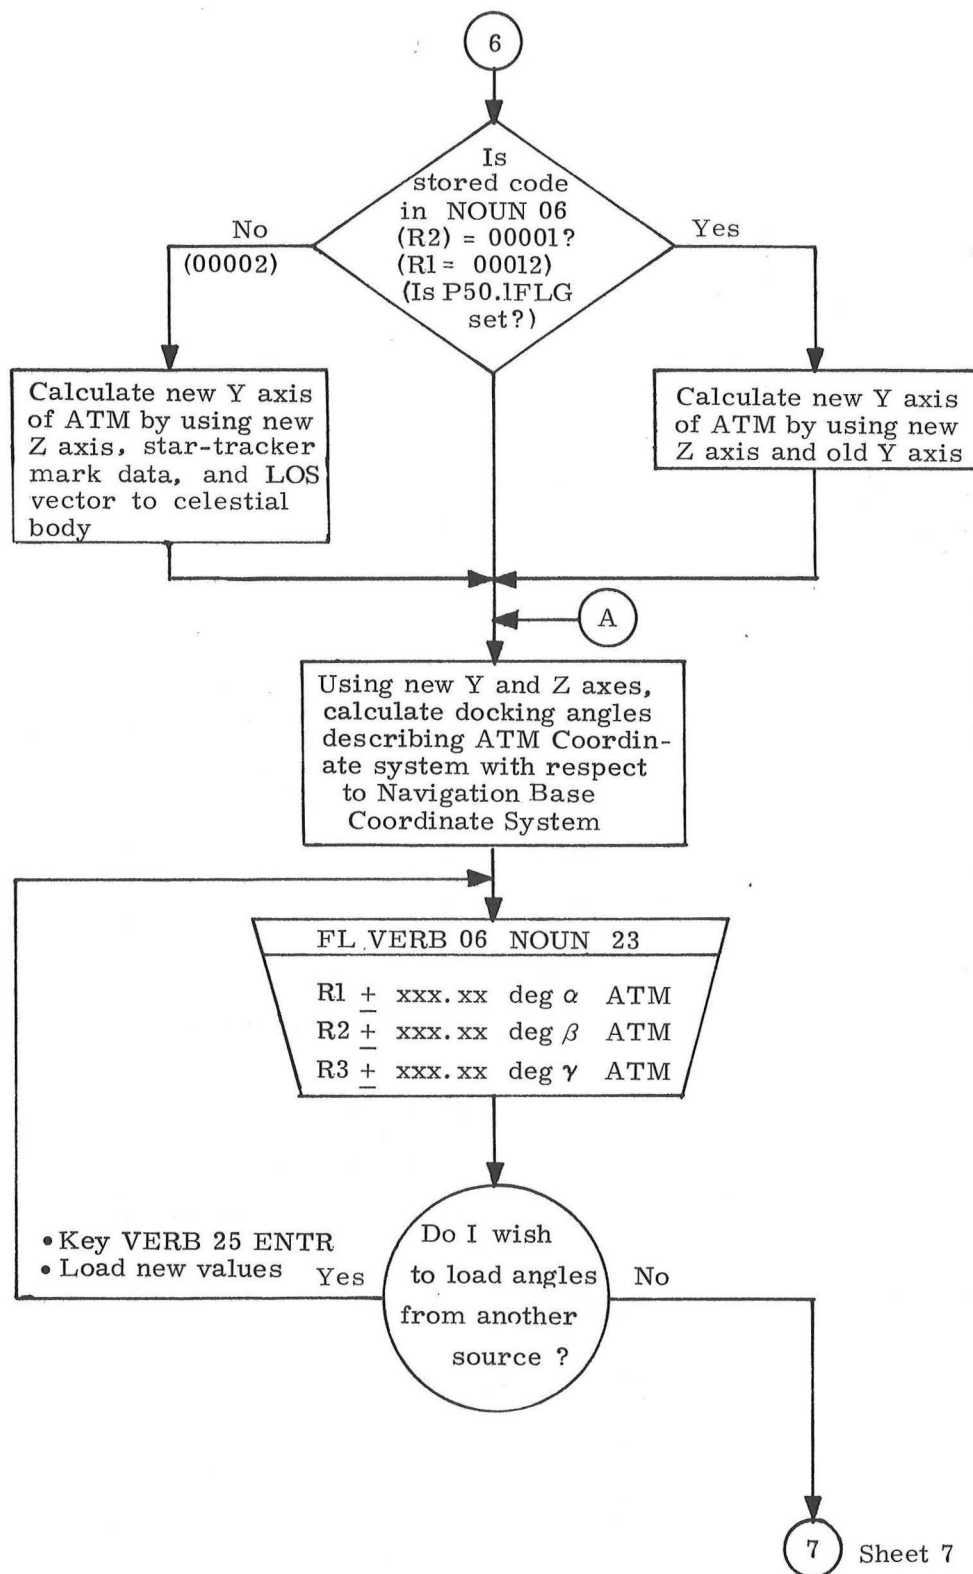 6
Is
stored code
in NOUN 06
(R2) = 00001?
(R1 = 00012)
(Is P50.1FLG
set?)
No
(00002)
Yes
Calculate new Y axis
of ATM by using new
Z axis, star-tracker
mark data, and LOS
vector to celestial
body
Calculate new Y axis
of ATM by using new
Z axis and old Y axis
A
Using new Y and Z axes,
calculate docking angles
describing ATM Coordin-
ate system with respect
to Navigation Base
Coordinate System
FL VERB 06 NOUN 23
R1 ± xxx.xx deg α ATM
R2 ± xxx.xx deg β ATM
R3 ± xxx.xx deg γ ATM
• Key VERB 25 ENTR
• Load new values
Yes
Do I wish
to load angles
from another
source ?
No
7 Sheet 7